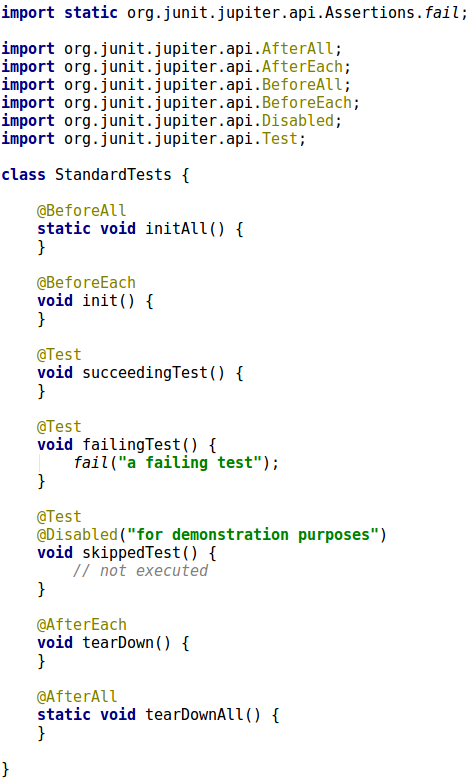 import static org.junit.jupiter.api.Assertions.fail;

import org.junit.jupiter.api.AfterAll;
import org.junit.jupiter.api.AfterEach;
import org.junit.jupiter.api.BeforeAll;
import org.junit.jupiter.api.BeforeEach;
import org.junit.jupiter.api.Disabled;
import org.junit.jupiter.api.Test;

class StandardTests {

    @BeforeAll
    static void initAll() {
    }

    @BeforeEach
    void init() {
    }

    @Test
    void succeedingTest() {
    }

    @Test
    void failingTest() {
        fail("a failing test");
    }

    @Test
    @Disabled("for demonstration purposes")
    void skippedTest() {
        // not executed
    }

    @AfterEach
    void tearDown() {
    }

    @AfterAll
    static void tearDownAll() {
    }

}